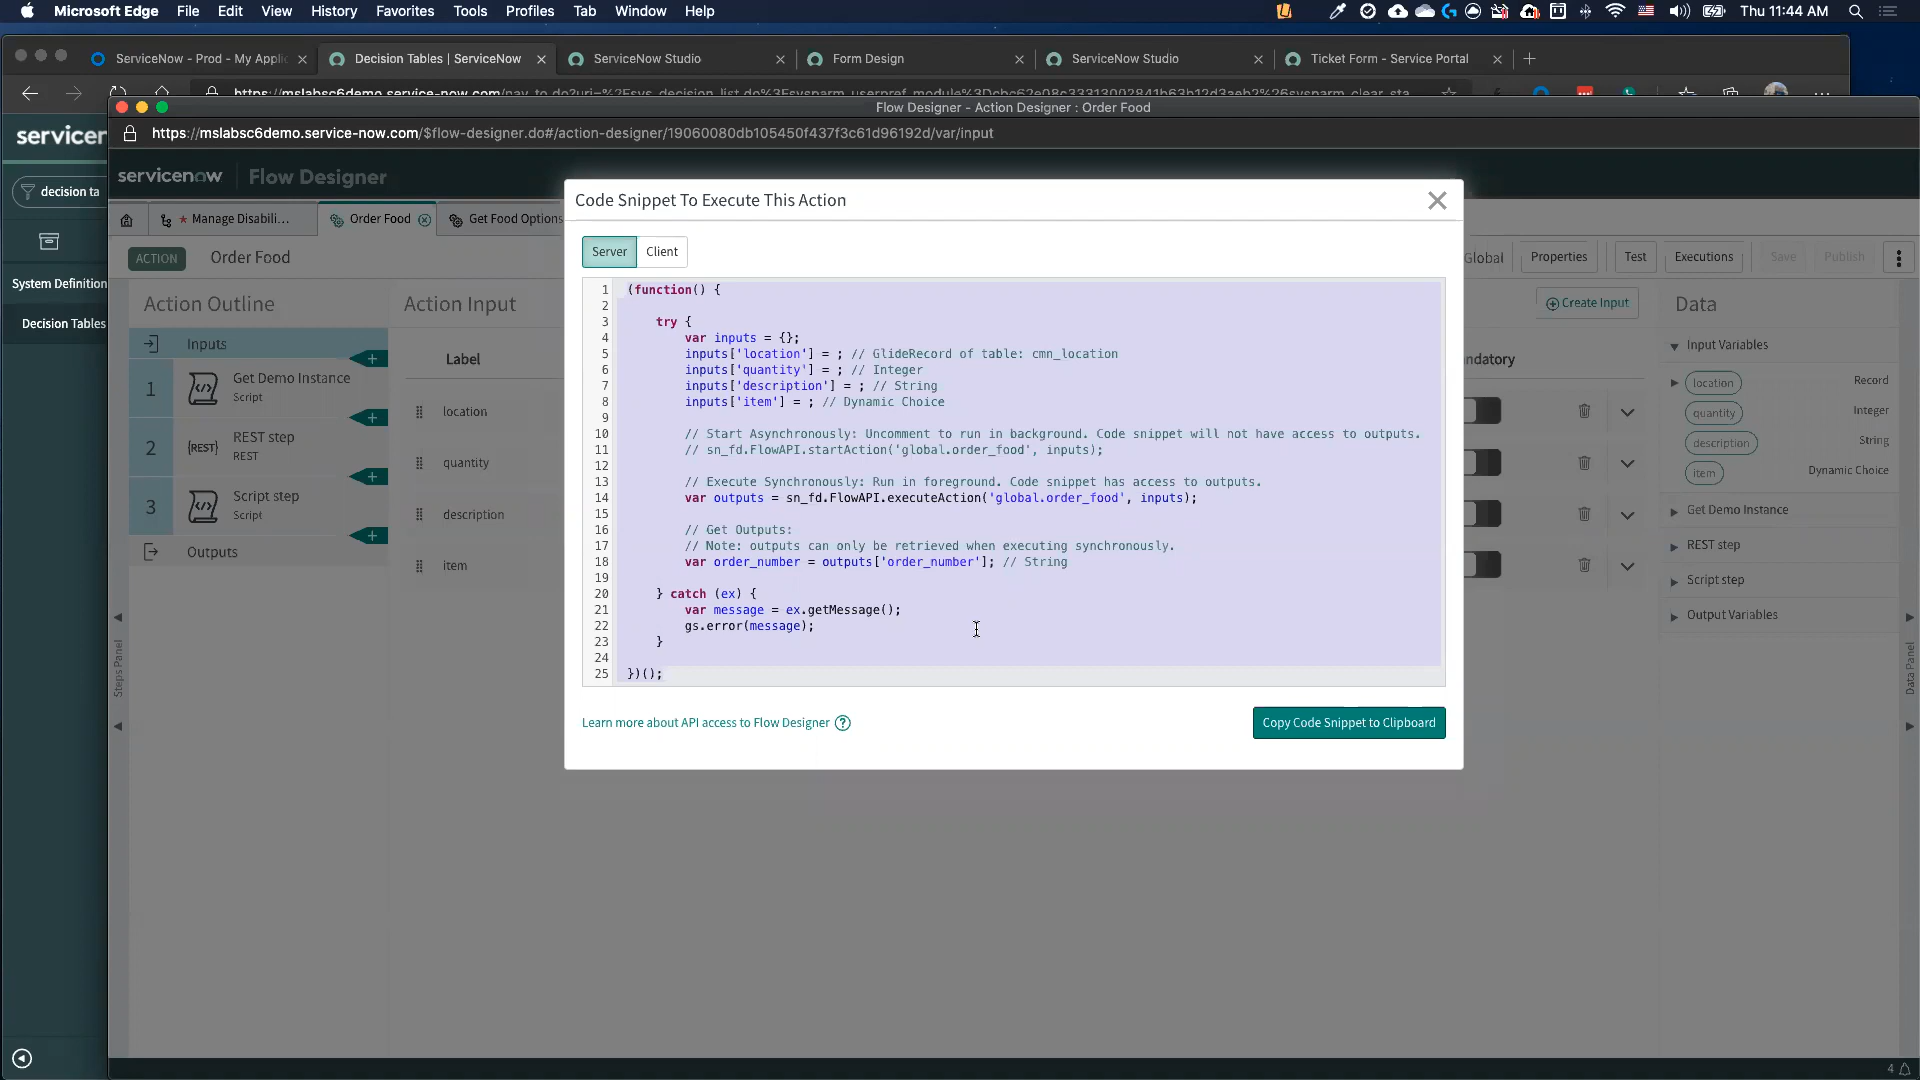 Microsoft Edge File Edit View History Favorites Tools Profiles Tab Window Help Thu 11:44 AM
ServiceNow - Prod - My Applic
Decision Tables | ServiceNow
ServiceNow Studio
Form Design
ServiceNow Studio
Ticket Form - Service Portal
Flow Designer - Action Designer : Order Food
https://mslabsc6demo.service-now.com/$flow-designer.do#/action-designer/19060080db105450f437f3c61d96192d/var/input
servicen
decision ta
System Definition
Decision Tables
servicenow Flow Designer
* Manage Disabili...
Order Food
Get Food Options
ACTION Order Food
Global Properties Test Executions Save Publish
Action Outline
Inputs
1 Get Demo Instance
Script
2 REST step
{REST} REST
3 Script step
Script
Outputs
Steps Panel
Action Input
Create Input
Label
ndatory
location
quantity
description
item
Data
Input Variables
location Record
quantity Integer
description String
item Dynamic Choice
Get Demo Instance
REST step
Script step
Output Variables
Data Panel
Code Snippet To Execute This Action
Server Client
1 (function() {
2
3 try {
4 var inputs = {};
5 inputs['location'] = ; // GlideRecord of table: cmn_location
6 inputs['quantity'] = ; // Integer
7 inputs['description'] = ; // String
8 inputs['item'] = ; // Dynamic Choice
9
10 // Start Asynchronously: Uncomment to run in background. Code snippet will not have access to outputs.
11 // sn_fd.FlowAPI.startAction('global.order_food', inputs);
12
13 // Execute Synchronously: Run in foreground. Code snippet has access to outputs.
14 var outputs = sn_fd.FlowAPI.executeAction('global.order_food', inputs);
15
16 // Get Outputs:
17 // Note: outputs can only be retrieved when executing synchronously.
18 var order_number = outputs['order_number']; // String
19
20 } catch (ex) {
21 var message = ex.getMessage();
22 gs.error(message);
23 }
24
25 })();
Learn more about API access to Flow Designer ?
Copy Code Snippet to Clipboard
4